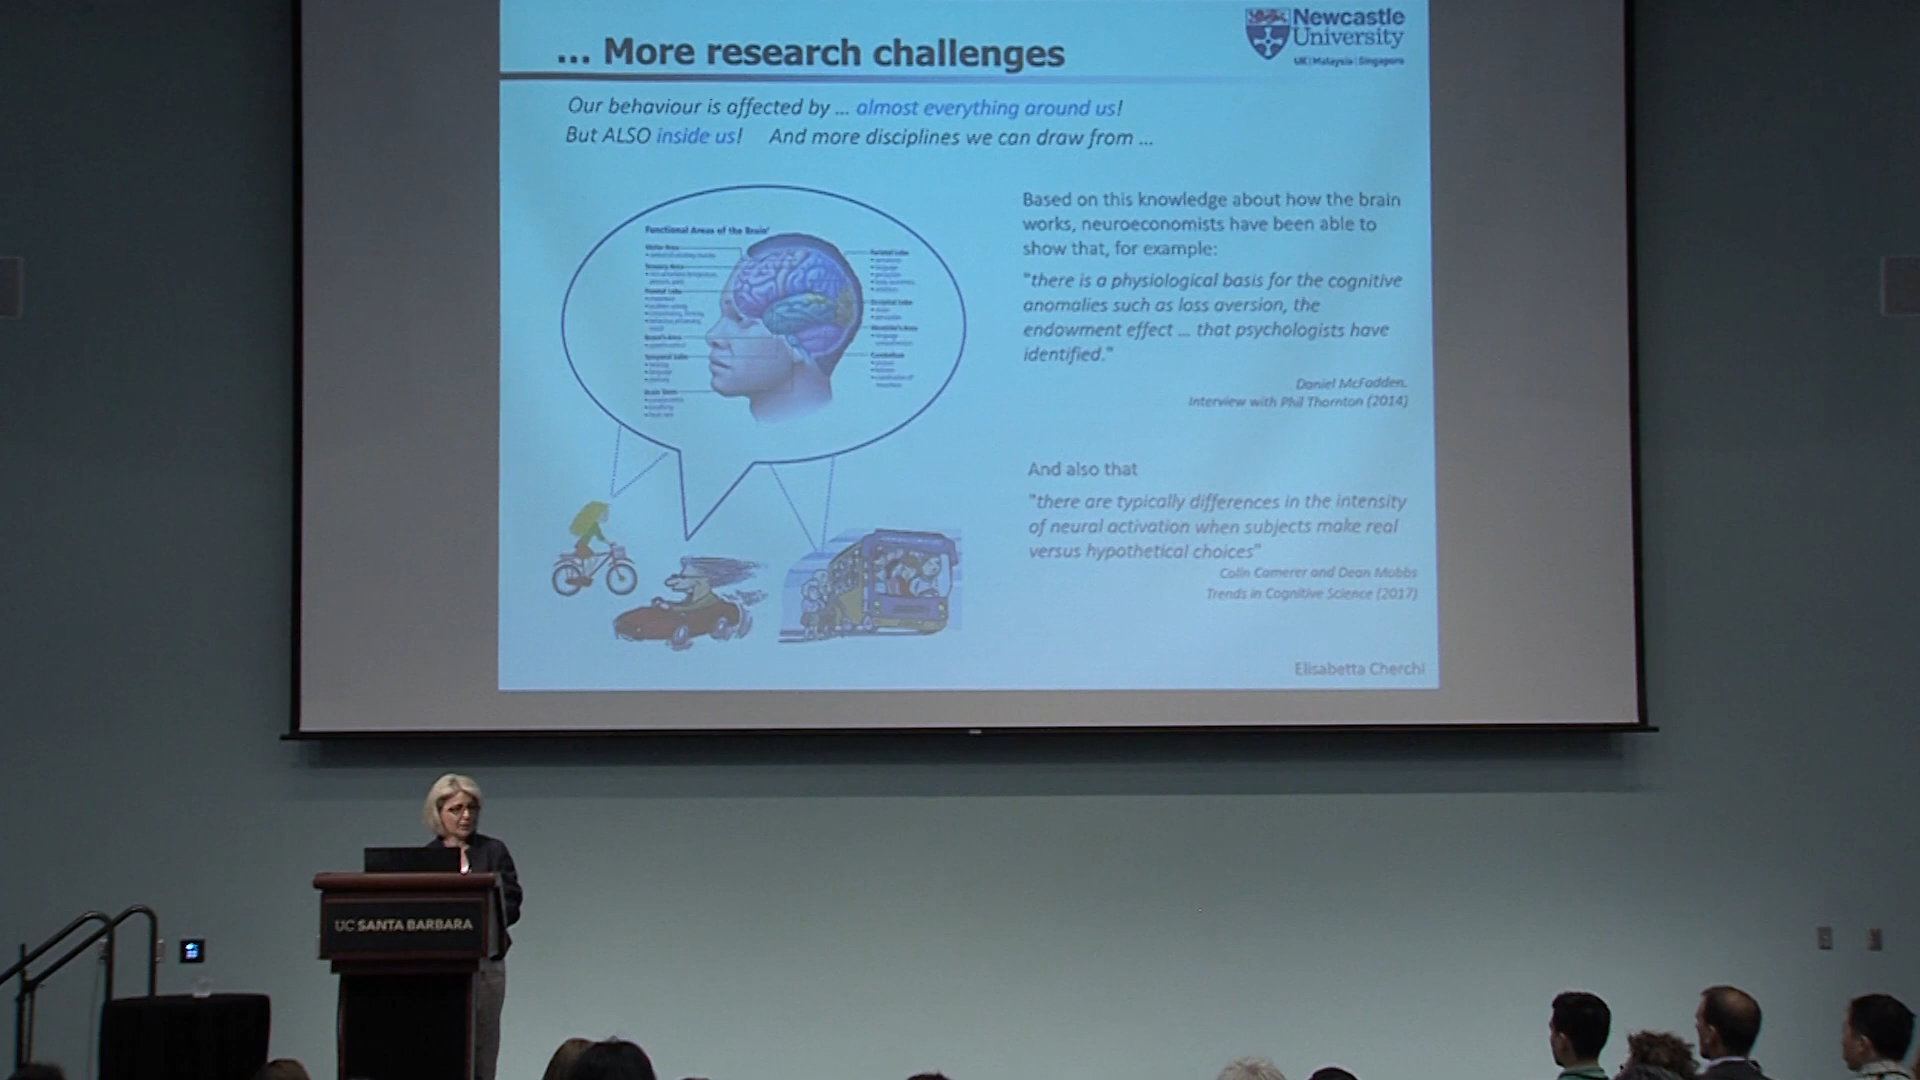 ... More research challenges
Newcastle
University
UK|Malaysia|Singapore
Our behaviour is affected by ... almost everything around us!
But ALSO inside us! And more disciplines we can draw from ...
Functional Areas of the Brain
Based on this knowledge about how the brain
works, neuroeconomists have been able to
show that, for example:
"there is a physiological basis for the cognitive
anomalies such as loss aversion, the
endowment effect ... that psychologists have
identified."
Daniel McFadden.
Interview with Phil Thornton (2014)
And also that
"there are typically differences in the intensity
of neural activation when subjects make real
versus hypothetical choices"
Colin Camerer and Dean Mobbs
Trends in Cognitive Science (2017)
Elisabetta Cherchi
UC SANTA BARBARA